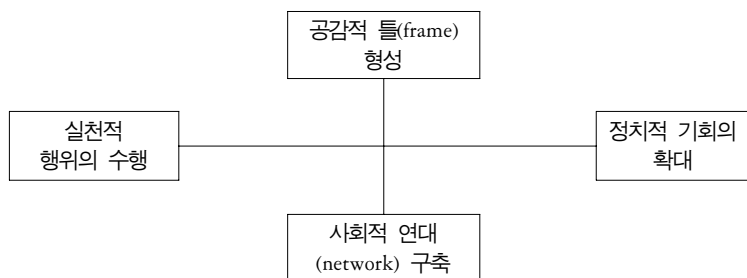 공감적 틀(frame)
형성
실천적
행위의 수행
정치적 기회의
확대
사회적 연대
(network) 구축